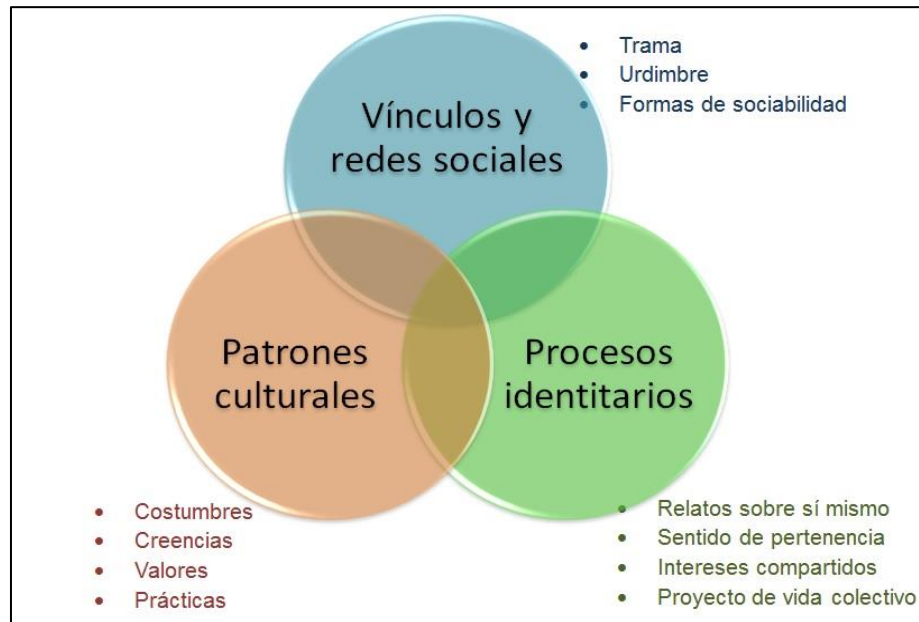 • Trama
• Urdimbre
• Formas de sociabilidad
Vínculos y
redes sociales
Patrones
culturales
Procesos
identitarios
• Costumbres
• Creencias
• Valores
• Prácticas
• Relatos sobre sí mismo
• Sentido de pertenencia
• Intereses compartidos
• Proyecto de vida colectivo